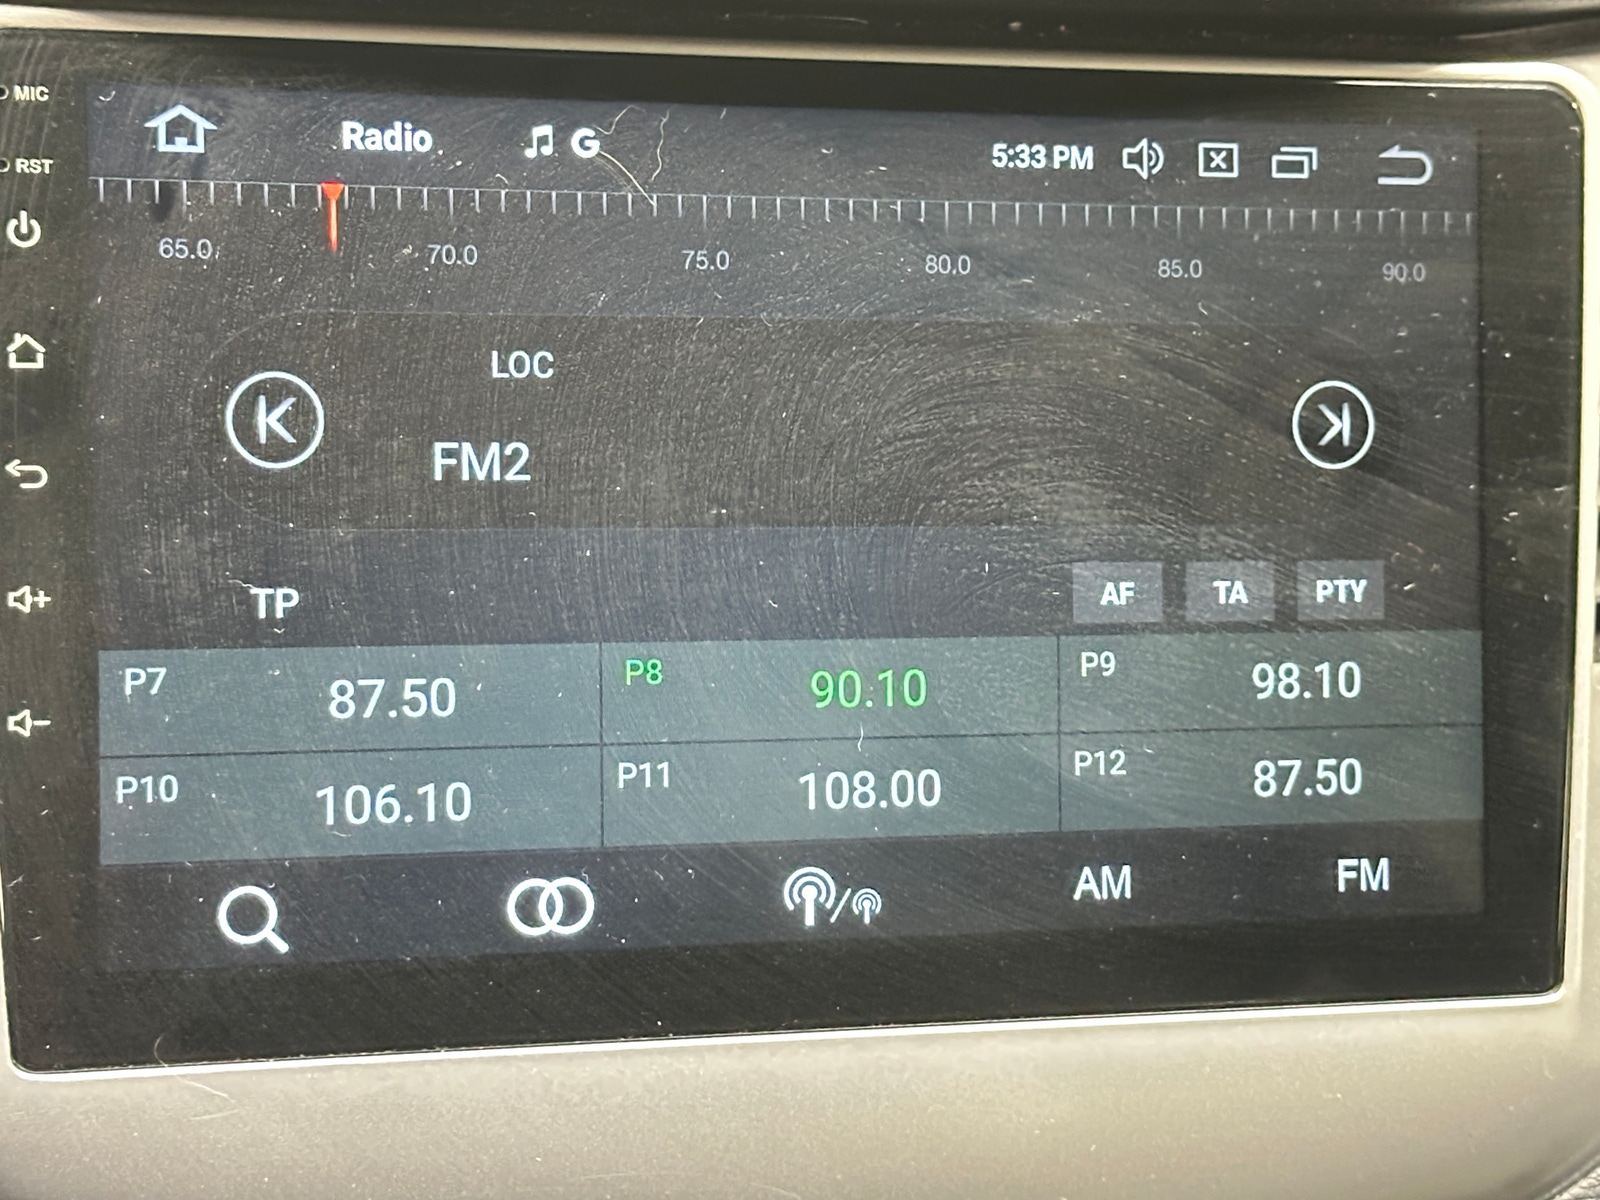 MIC
Radio G 5:33 PM
RST
65.0 70.0 75.0 80.0 85.0 90.0
LOC
FM2
TP AF TA PTY
P7 87.50 P8 90.10 P9 98.10
P10 106.10 P11 108.00 P12 87.50
AM FM